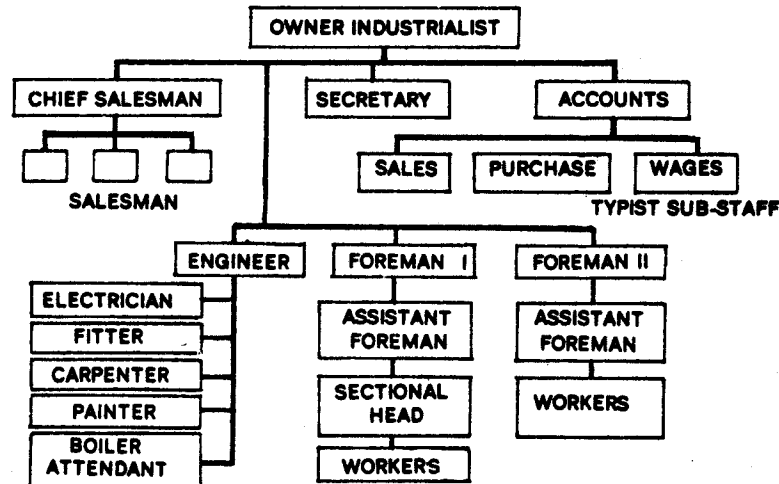 OWNER INDUSTRIALIST
CHIEF SALESMAN
SECRETARY
ACCOUNTS
SALESMAN
SALES
PURCHASE
WAGES
TYPIST SUB-STAFF
ENGINEER
FOREMAN I
FOREMAN II
ELECTRICIAN
FITTER
CARPENTER
PAINTER
BOILER
ATTENDANT
ASSISTANT
FOREMAN
SECTIONAL
HEAD
WORKERS
ASSISTANT
FOREMAN
WORKERS